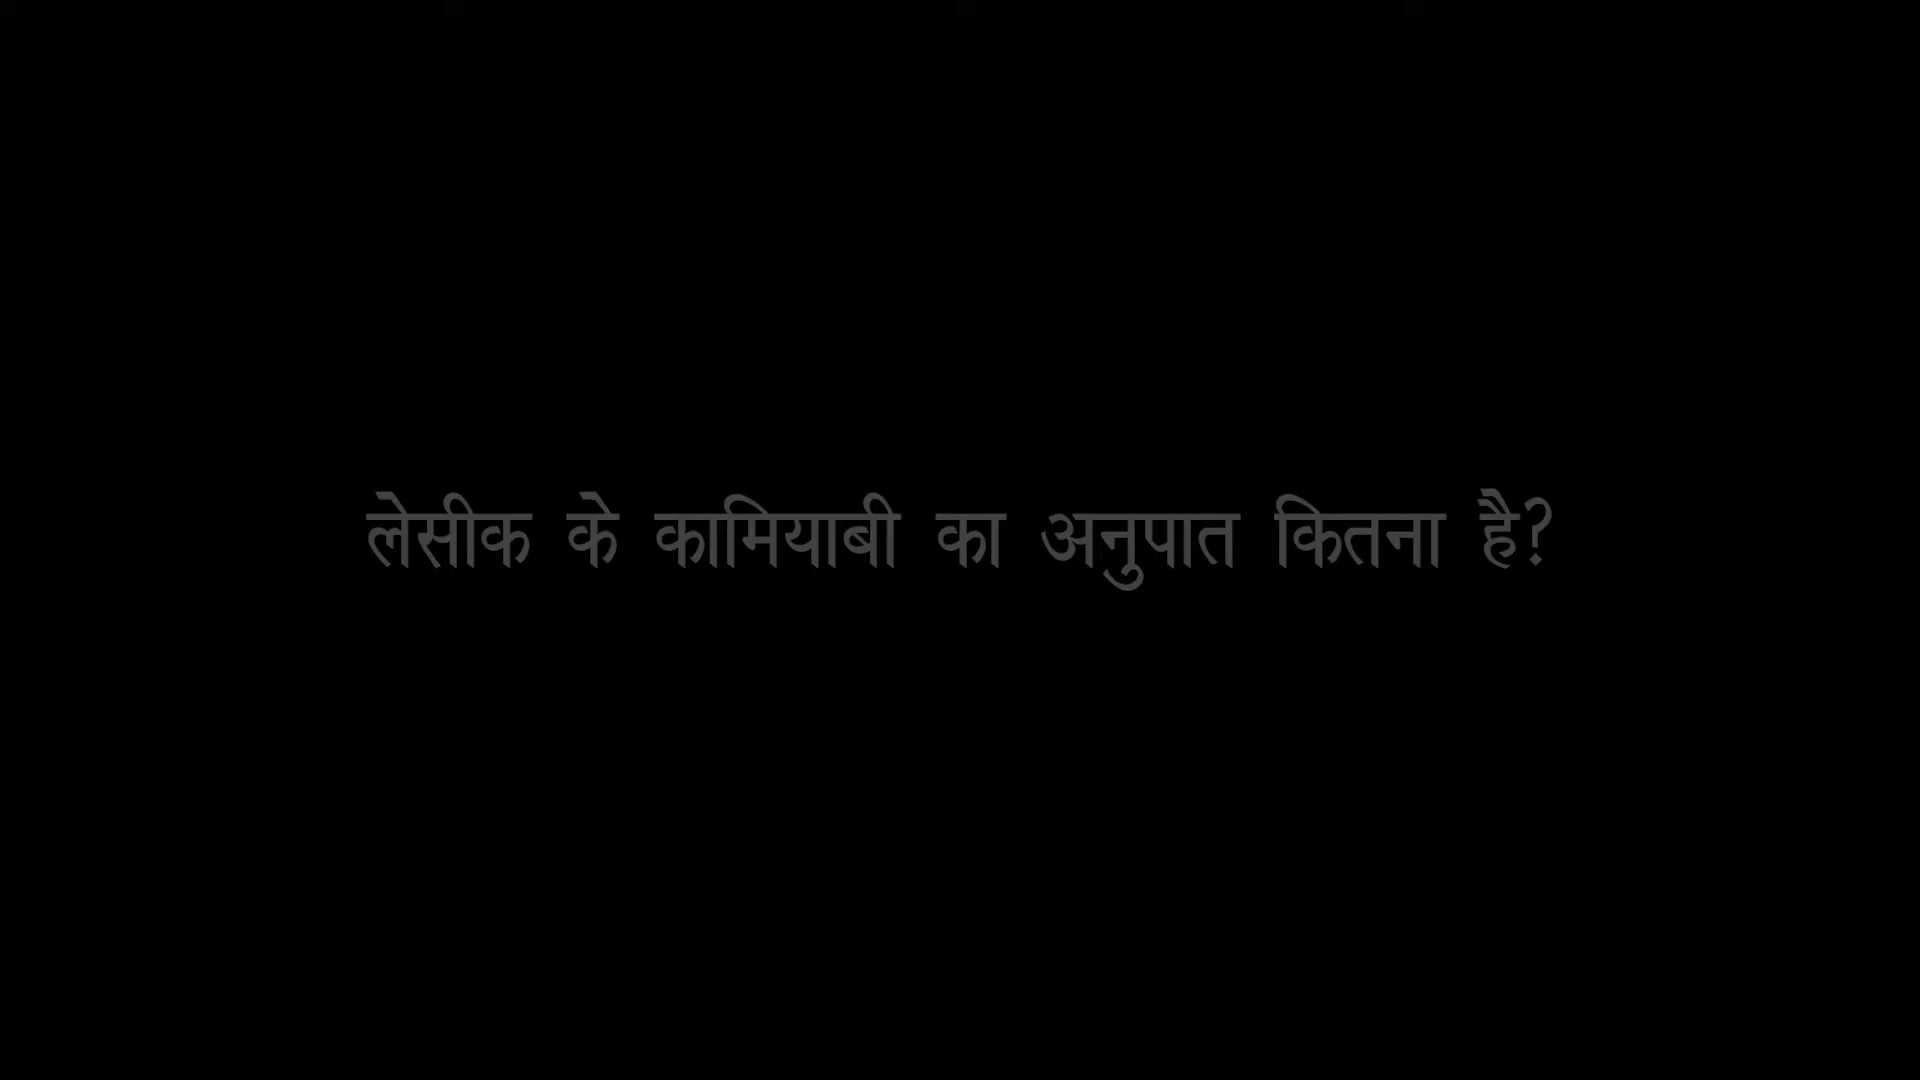 लेसीक के कामियाबी का अनुपात कितना है?